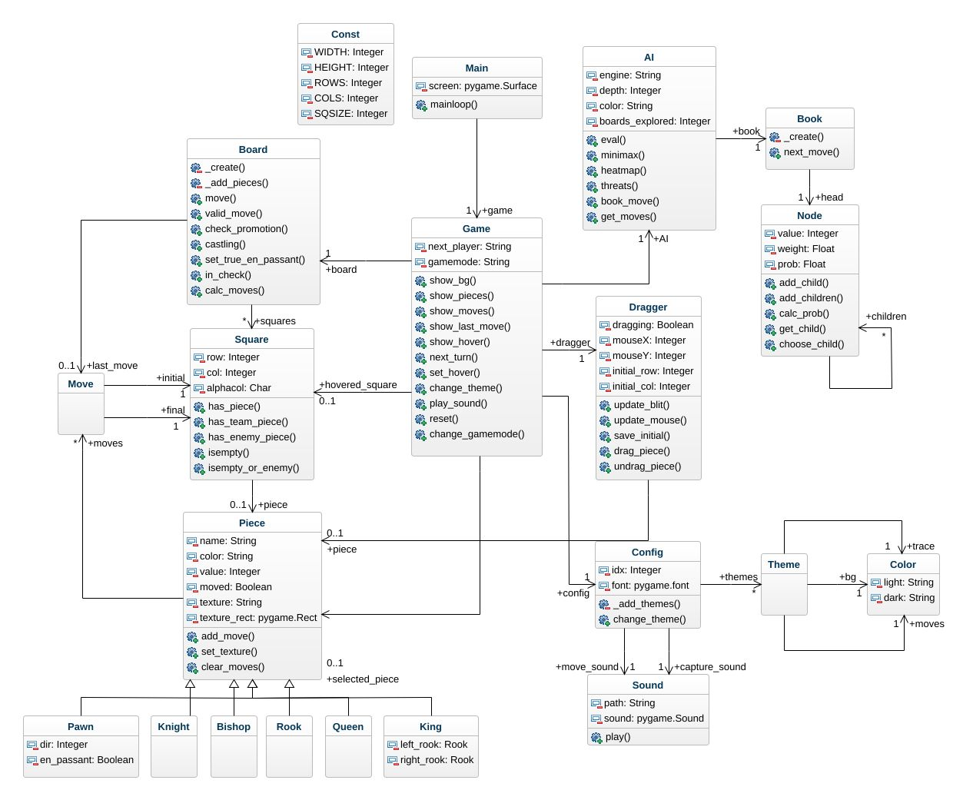 Const
WIDTH: Integer
HEIGHT: Integer
ROWS: Integer
COLS: Integer
SQSIZE: Integer
Main
screen: pygame.Surface
mainloop()
AI
engine: String
depth: Integer
color: String
boards_explored: Integer
eval()
minimax()
heatmap()
threats()
book_move()
get_moves()
+book
1
Book
_create()
next_move()
1
+head
Node
value: Integer
weight: Float
prob: Float
add_child()
add_children()
calc_prob()
get_child()
choose_child()
+children
*
Board
_create()
_add_pieces()
move()
valid_move()
check_promotion()
castling()
set_true_en_passant()
in_check()
calc_moves()
1
+board
1
+game
Game
next_player: String
gamemode: String
show_bg()
show_pieces()
show_moves()
show_last_move()
show_hover()
next_turn()
set_hover()
change_theme()
play_sound()
reset()
change_gamemode()
1
+AI
+dragger
1
Dragger
dragging: Boolean
mouseX: Integer
mouseY: Integer
initial_row: Integer
initial_col: Integer
update_blit()
update_mouse()
save_initial()
drag_piece()
undrag_piece()
*
+squares
Square
row: Integer
col: Integer
alphacol: Char
has_piece()
has_team_piece()
has_enemy_piece()
isempty()
isempty_or_enemy()
+hovered_square
0..1
0..1
+last_move
Move
+initial
1
+final
1
*
+moves
0..1
+piece
Piece
name: String
color: String
value: Integer
moved: Boolean
texture: String
texture_rect: pygame.Rect
add_move()
set_texture()
clear_moves()
0..1
+piece
0..1
+selected_piece
1
+config
Config
idx: Integer
font: pygame.font
_add_themes()
change_theme()
+themes
*
Theme
+bg
1
1
+trace
Color
light: String
dark: String
1
+moves
+move_sound
1
1
+capture_sound
Sound
path: String
sound: pygame.Sound
play()
Pawn
dir: Integer
en_passant: Boolean
Knight
Bishop
Rook
Queen
King
left_rook: Rook
right_rook: Rook